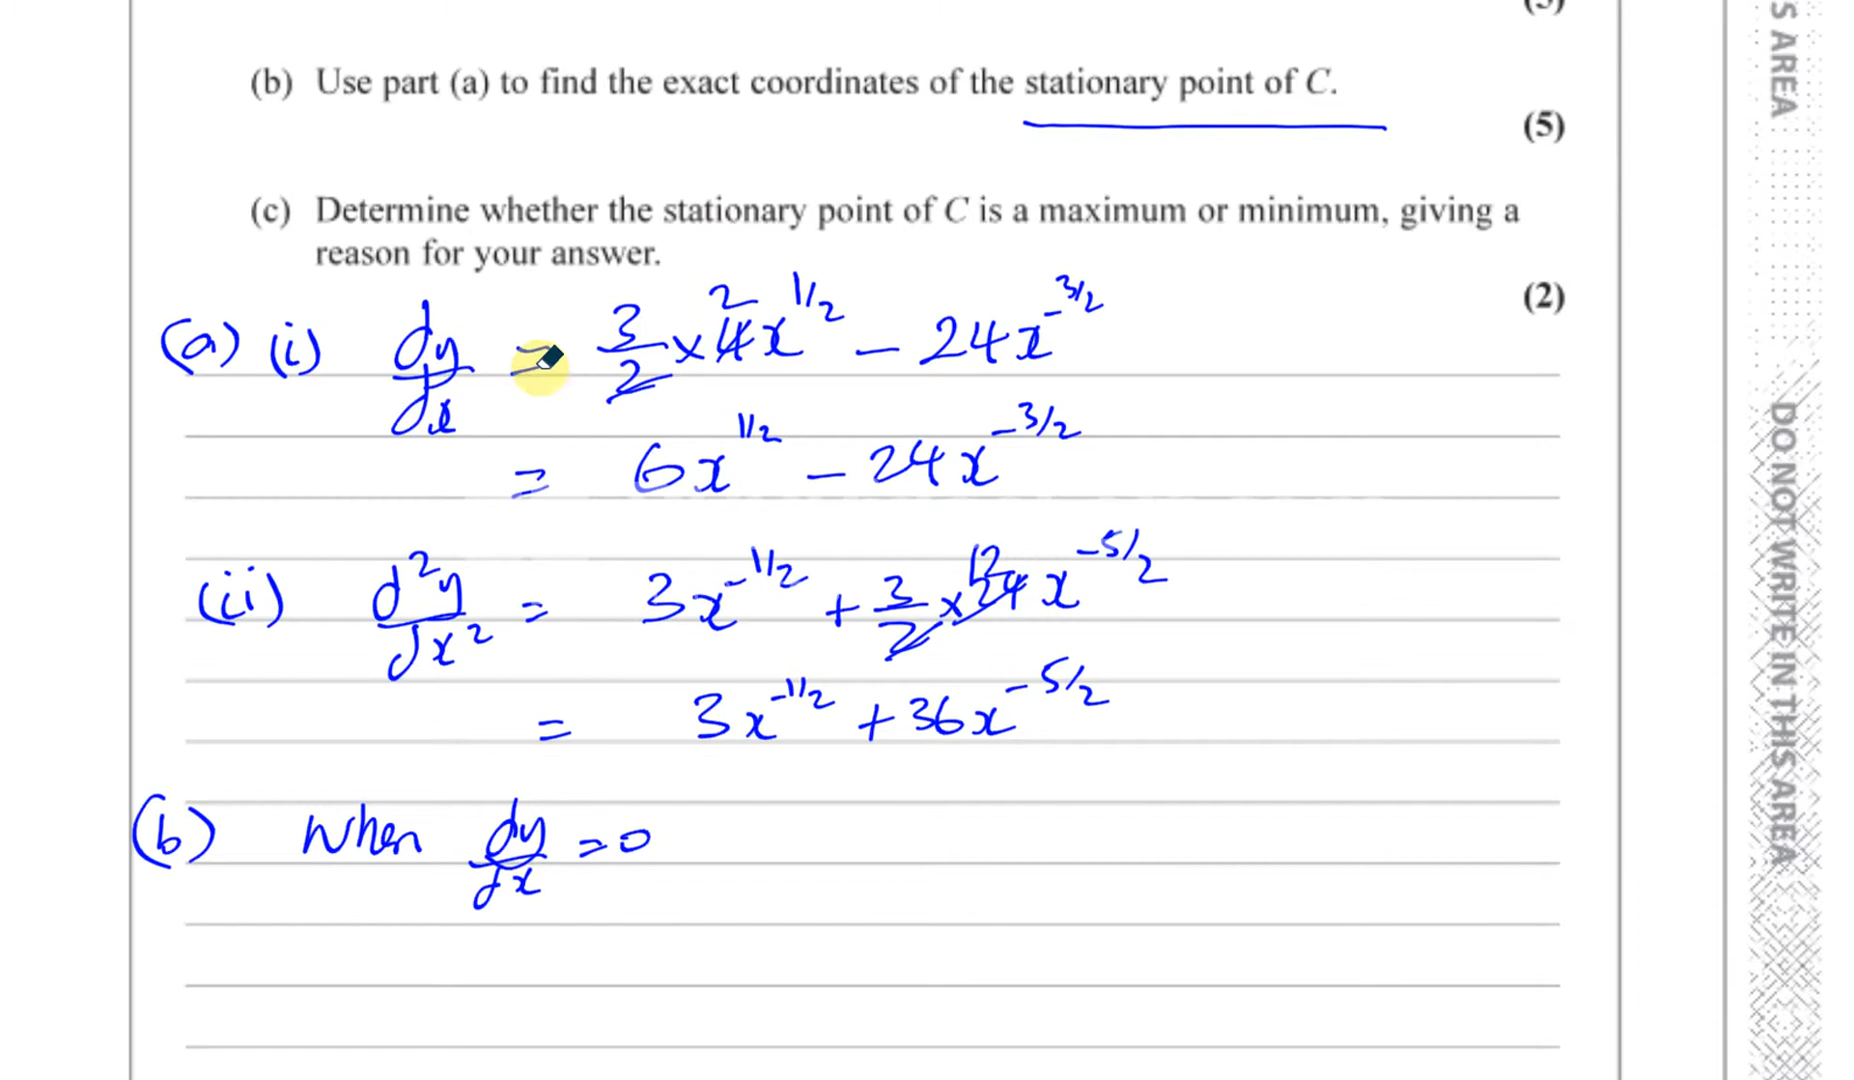 (b) Use part (a) to find the exact coordinates of the stationary point of C.
(5)
(c) Determine whether the stationary point of C is a maximum or minimum, giving a
reason for your answer.
(2)
(a) (i) dy/dx = 3/2 × 4x^1/2 2 − 24x^-3/2
= 6x^1/2 − 24x^-3/2
(ii) d²y/dx² = 3x^-1/2 + 3/2 × 24x^-5/2 12
= 3x^-1/2 + 36x^-5/2
(b) When dy/dx = 0
S AREA
DO NOT WRITE IN THIS AREA